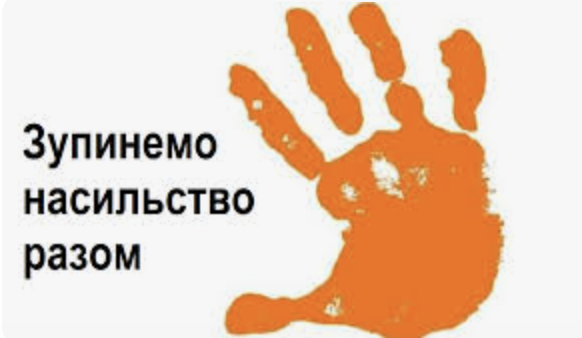 Зупинемо
насильство
разом